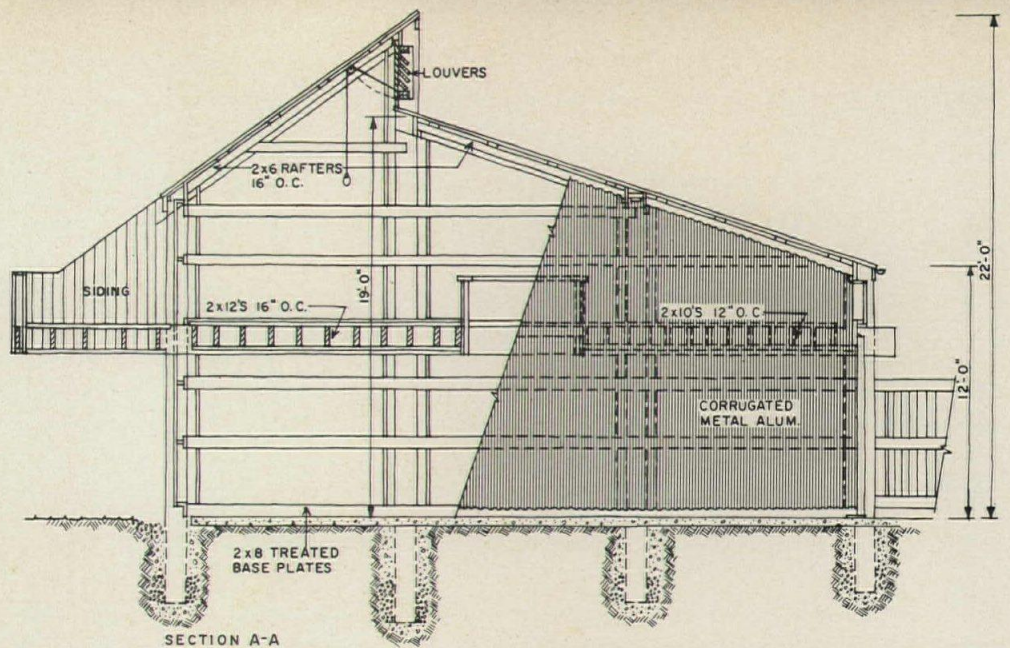 LOUVERS
2x6 RAFTERS
16" O.C.
22'-0"
19'-0"
SIDING
2x12'S 16" O.C.
2x10'S 12" O.C
12'-0"
CORRUGATED
METAL ALUM.
2x8 TREATED
BASE PLATES
SECTION A-A